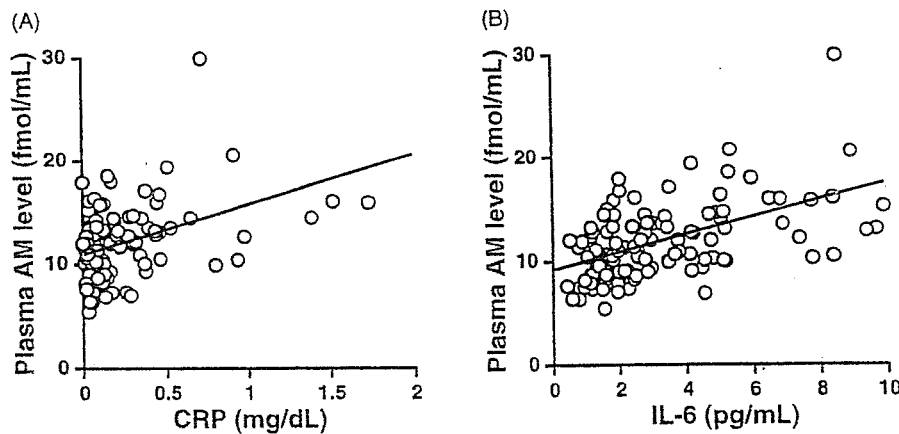 (A)
Plasma AM level (fmol/mL)
30
20
10
0
0 0.5 1 1.5 2
CRP (mg/dL)
(B)
Plasma AM level (fmol/mL)
30
20
10
0
0 2 4 6 8 10
IL-6 (pg/mL)